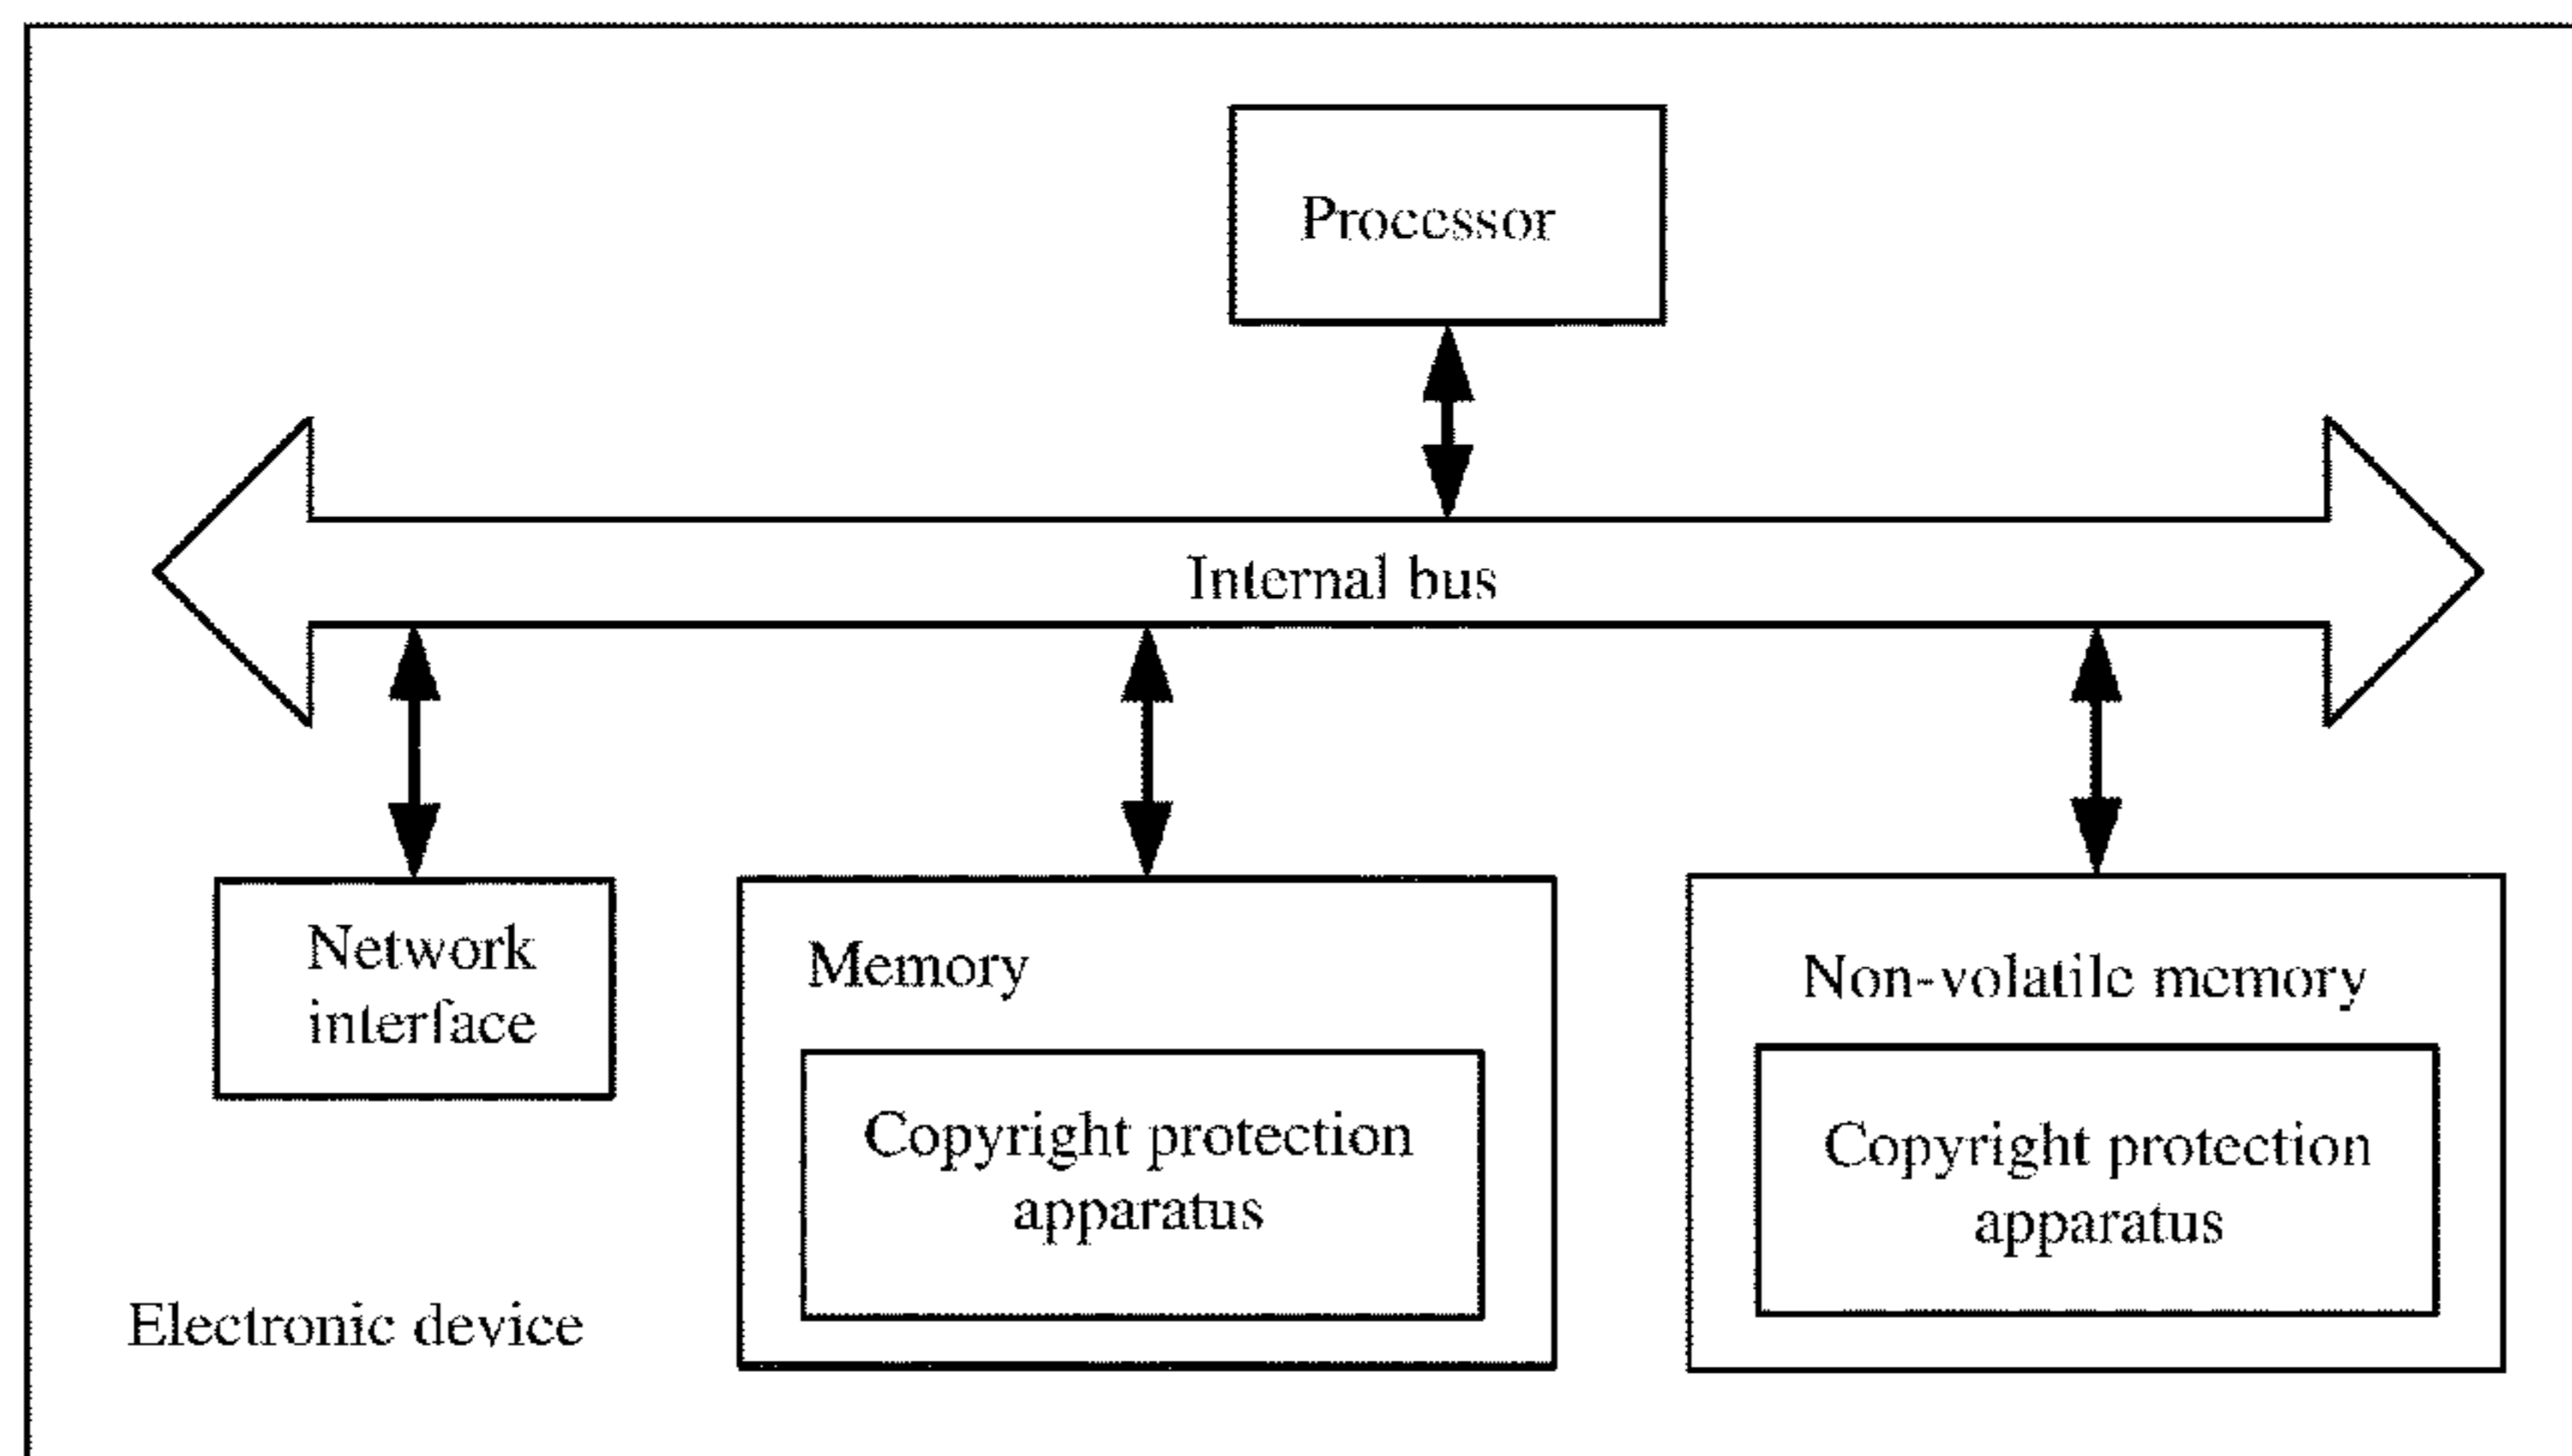 Processor
Internal bus
Network
interface
Memory
Copyright protection
apparatus
Non-volatile memory
Copyright protection
apparatus
Electronic device